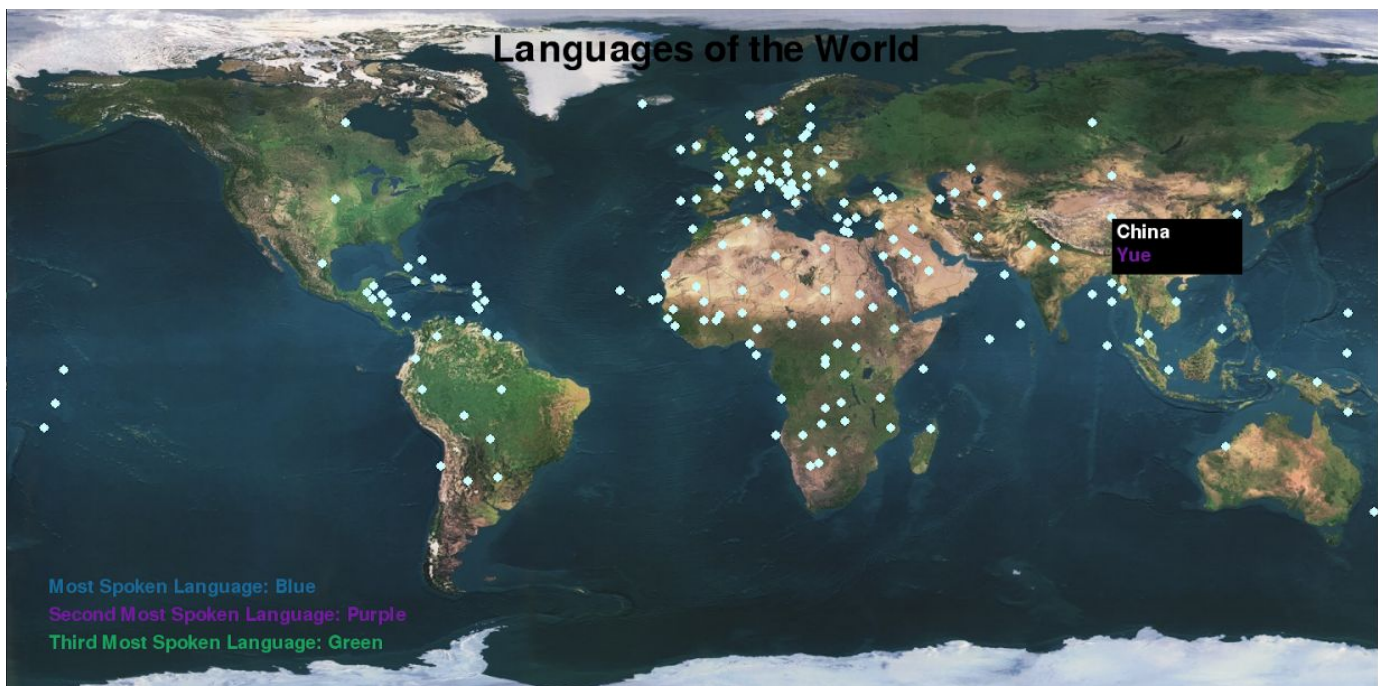 Languages of the World
China
Yue
Most Spoken Language: Blue
Second Most Spoken Language: Purple
Third Most Spoken Language: Green